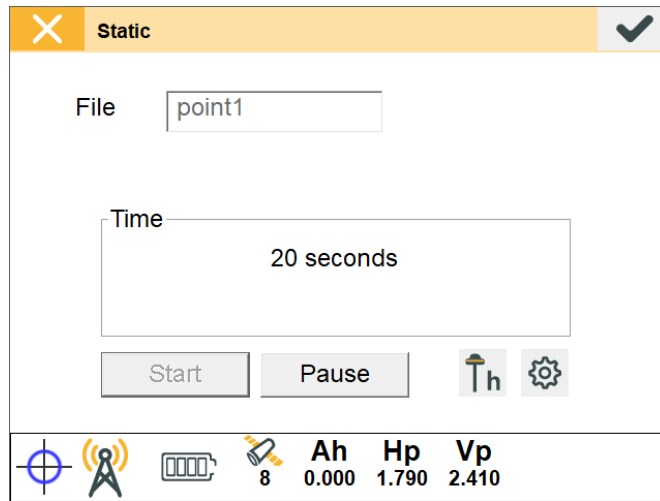 Static
File point1
Time
20 seconds
Start Pause h
8 Ah 0.000 Hp 1.790 Vp 2.410